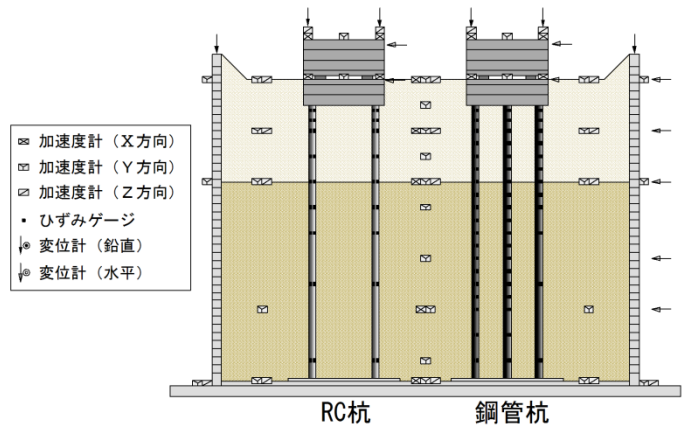 加速度計（X方向）
加速度計（Y方向）
加速度計（Z方向）
ひずみゲージ
変位計（鉛直）
変位計（水平）
RC杭
鋼管杭